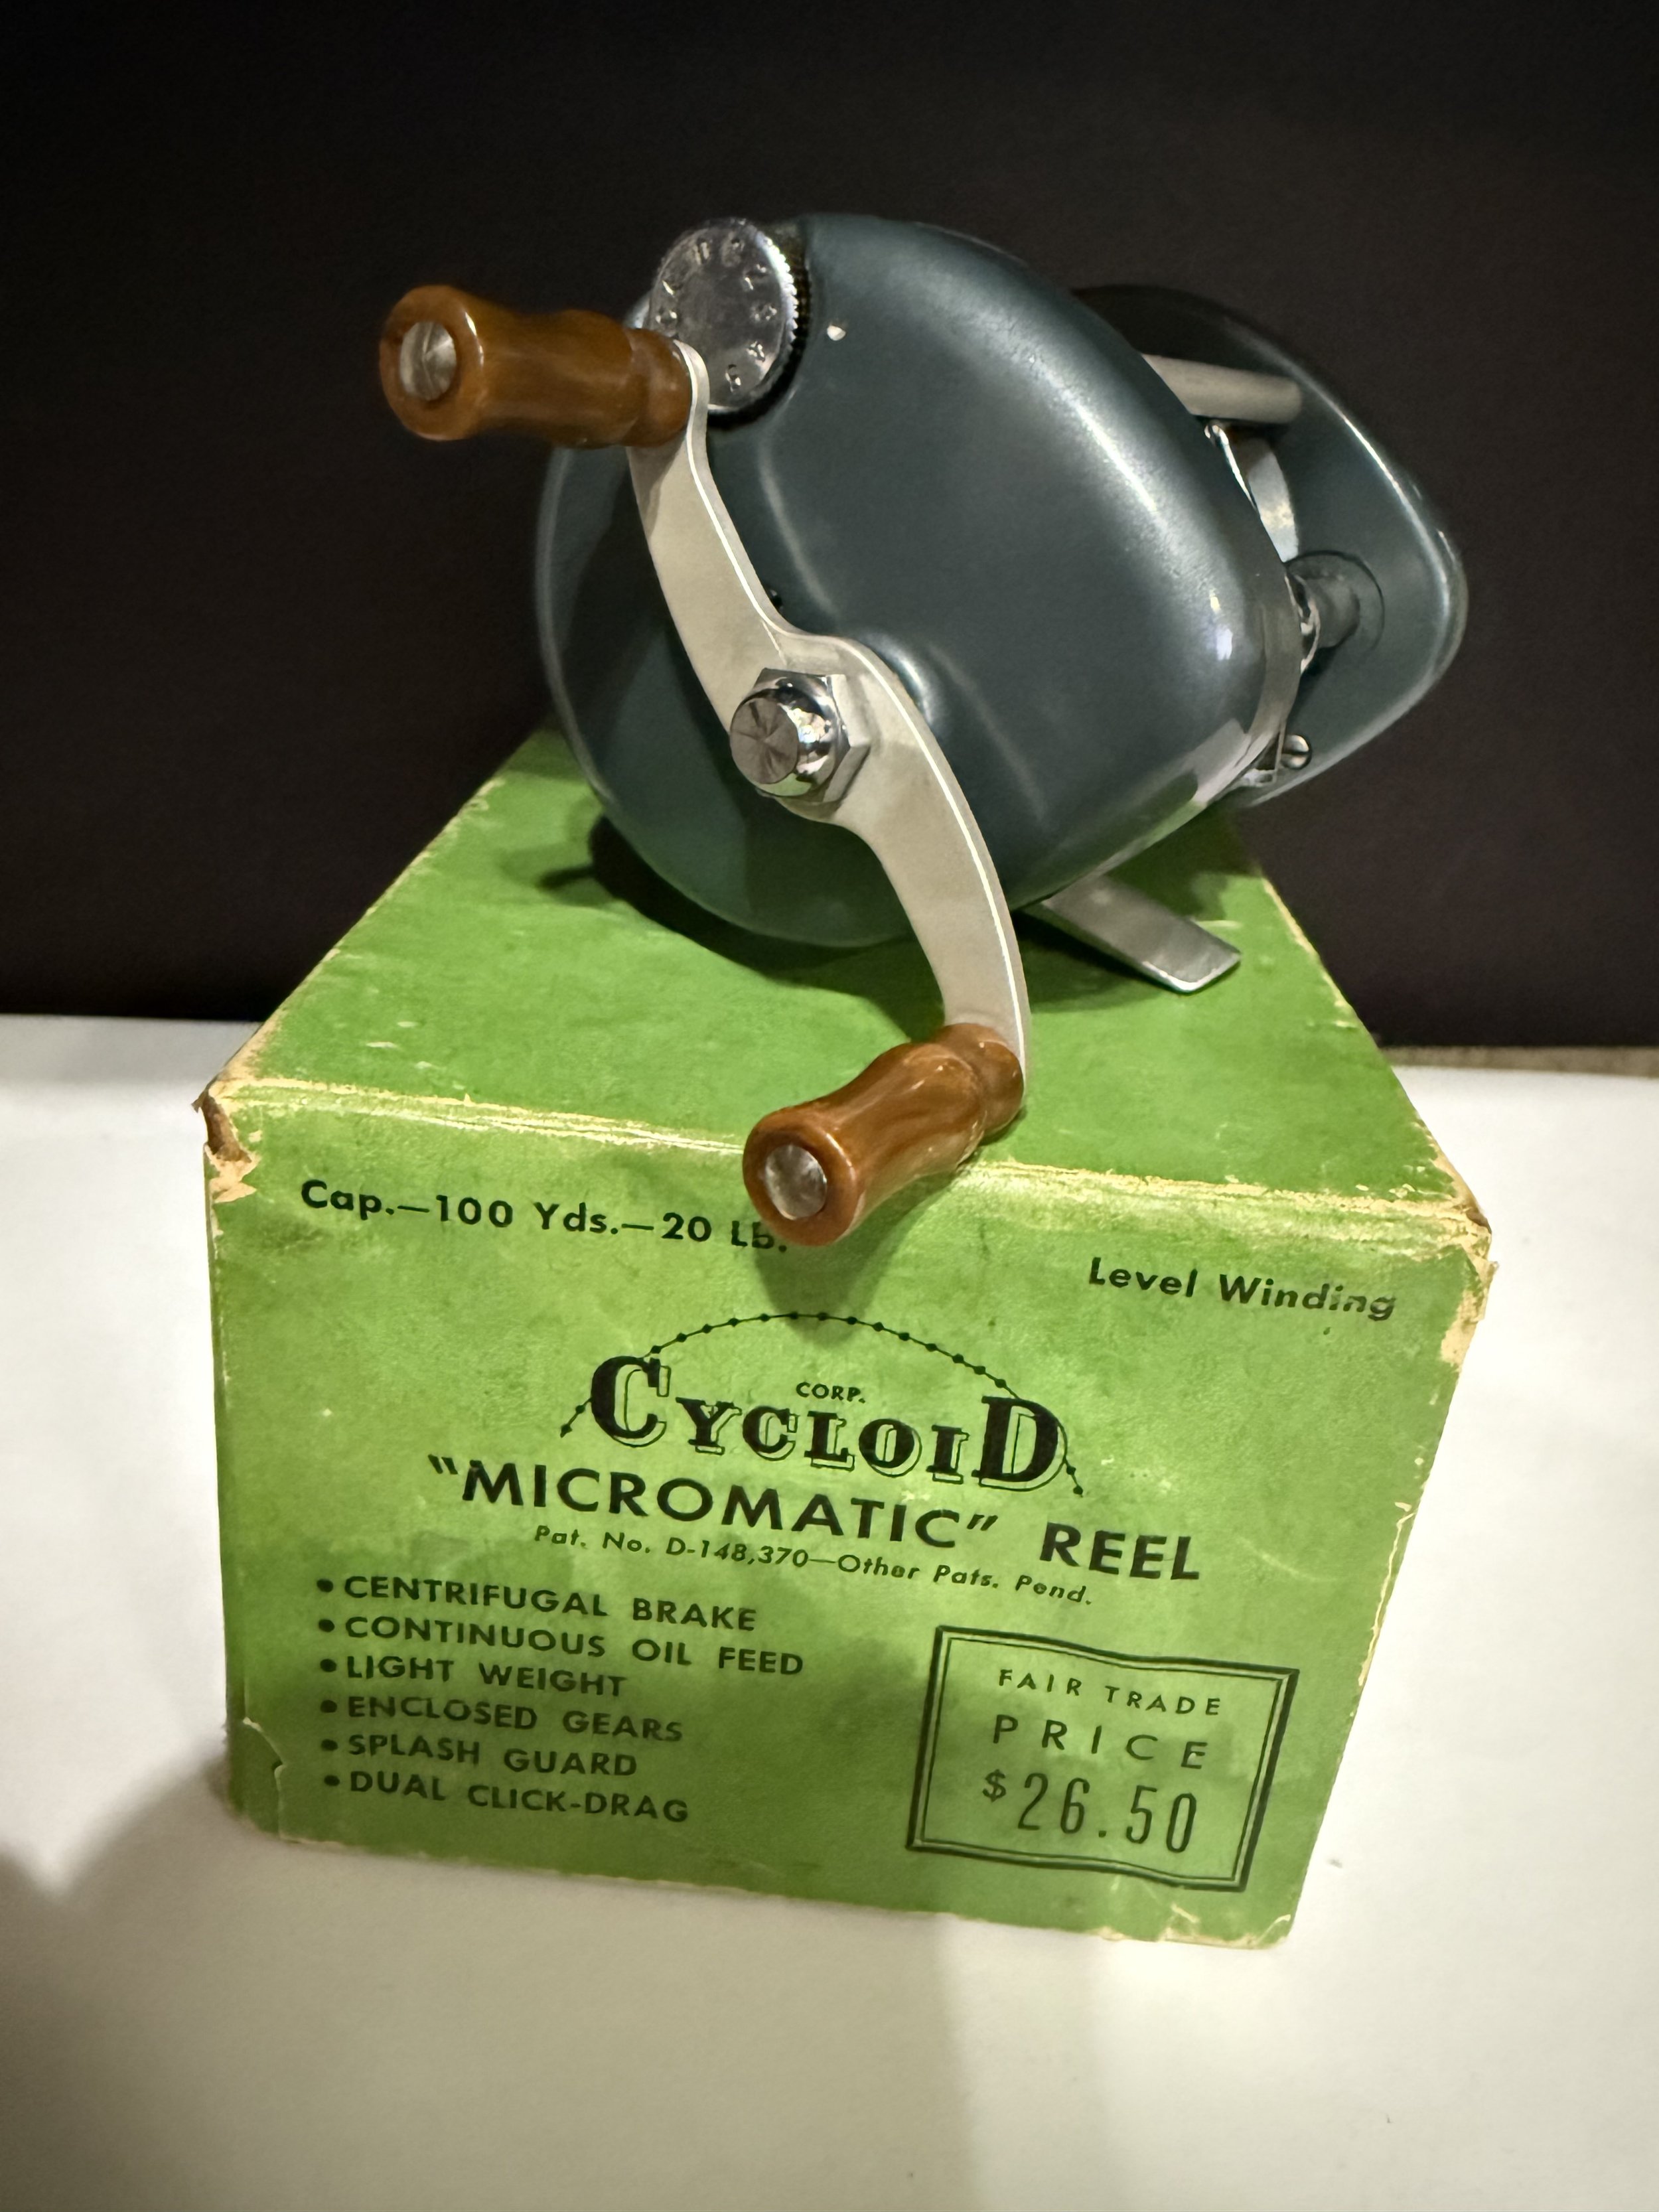 Cap.—100 Yds.—20 Lb.
Level Winding
CORP.
CYCLOID
"MICROMATIC" REEL
Pat. No. D-148,370—Other Pats. Pend.
• CENTRIFUGAL BRAKE
• CONTINUOUS OIL FEED
• LIGHT WEIGHT
• ENCLOSED GEARS
• SPLASH GUARD
• DUAL CLICK-DRAG
FAIR TRADE
PRICE
$26.50